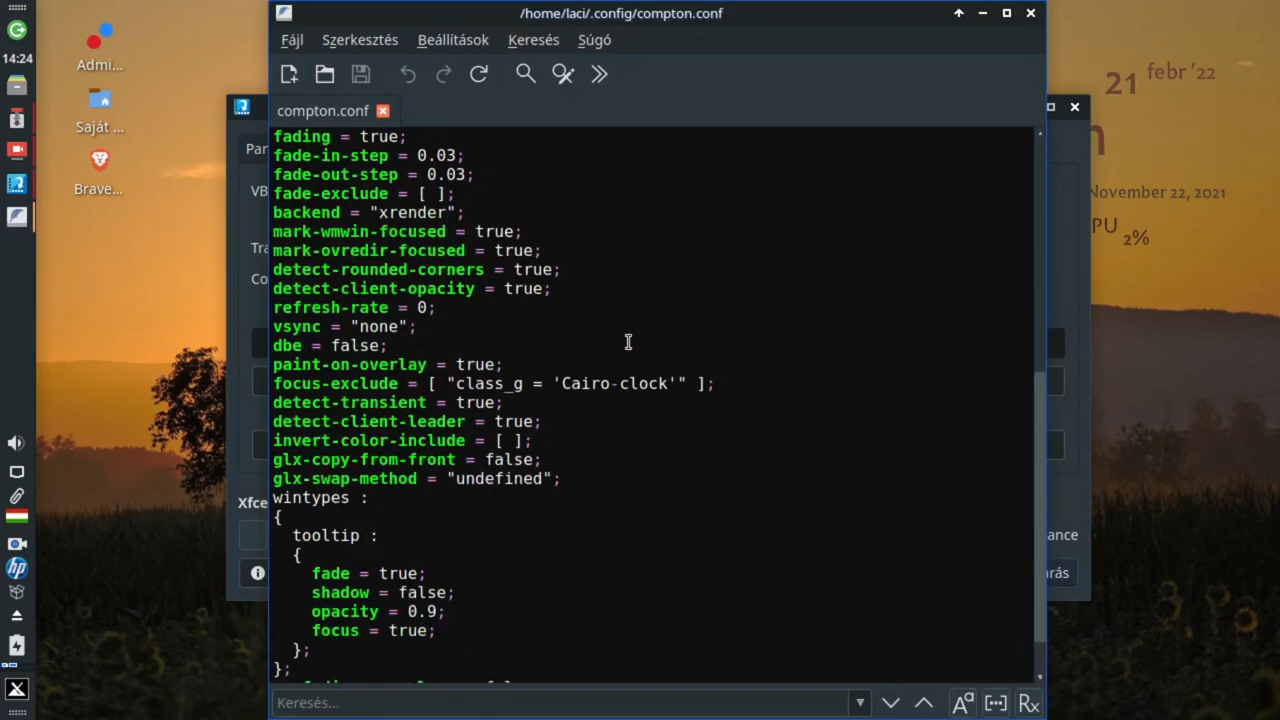 /home/laci/.config/compton.conf
Fájl Szerkesztés Beállítások Keresés Súgó
compton.conf
fading = true;
fade-in-step = 0.03;
fade-out-step = 0.03;
fade-exclude = [ ];
backend = "xrender";
mark-wmwin-focused = true;
mark-ovredir-focused = true;
detect-rounded-corners = true;
detect-client-opacity = true;
refresh-rate = 0;
vsync = "none";
dbe = false;
paint-on-overlay = true;
focus-exclude = [ "class_g = 'Cairo-clock'" ];
detect-transient = true;
detect-client-leader = true;
invert-color-include = [ ];
glx-copy-from-front = false;
glx-swap-method = "undefined";
wintypes :
{
  tooltip :
  {
    fade = true;
    shadow = false;
    opacity = 0.9;
    focus = true;
  };
};
Keresés...
14:24
Admi...
Saját ...
Brave...
hp
Par
VB
Tra
Co
Xfce
ance
rás
21 febr '22
n
November 22, 2021
PU 2%